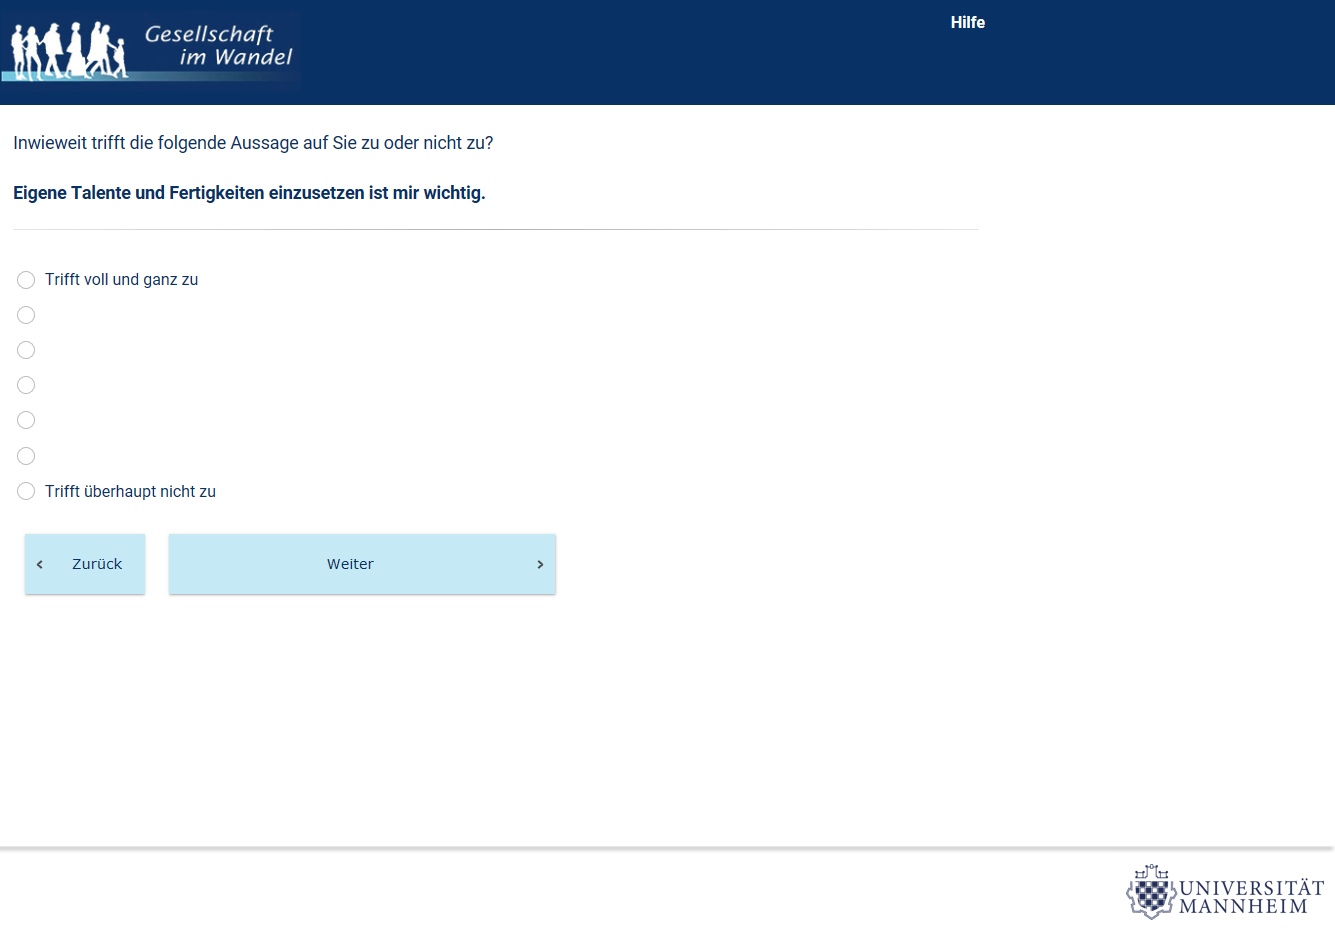 Gesellschaft
im Wandel
Hilfe
Inwieweit trifft die folgende Aussage auf Sie zu oder nicht zu?
Eigene Talente und Fertigkeiten einzusetzen ist mir wichtig.
Trifft voll und ganz zu
Trifft überhaupt nicht zu
Zurück
Weiter
UNIVERSITÄT
MANNHEIM